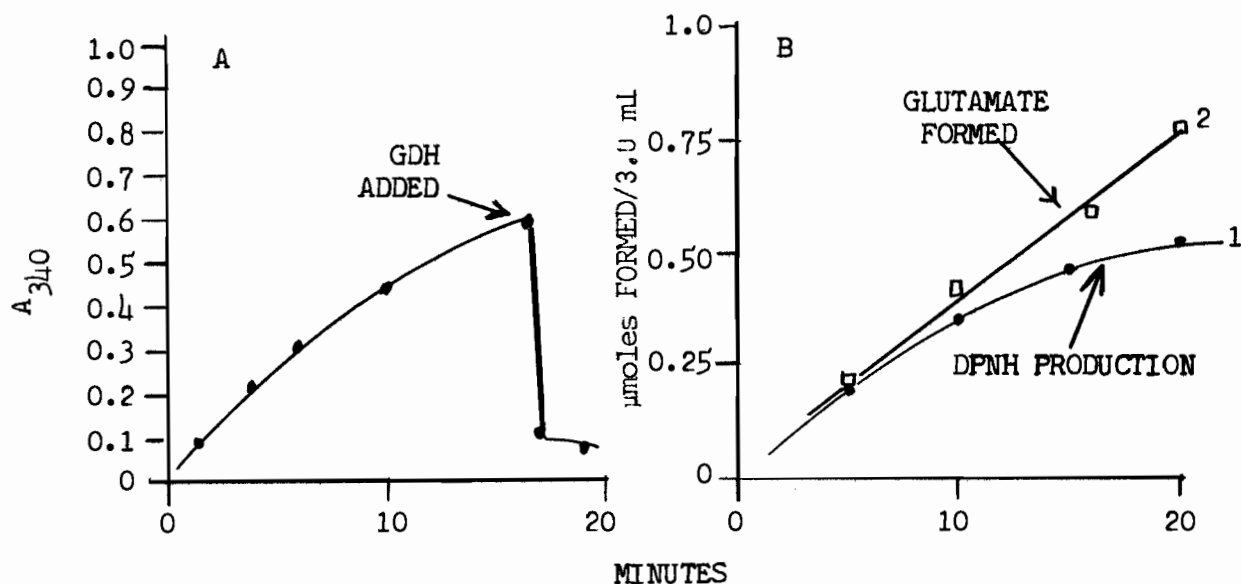 A
1.0
0.9
0.8
0.7
0.6
0.5
0.4
0.3
0.2
0.1
0
A340
GDH
ADDED
0
10
20
B
1.0
0.75
0.50
0.25
0
µmoles FORMED/3.0 ml
GLUTAMATE
FORMED
2
1
DPNH PRODUCTION
0
10
20
MINUTES